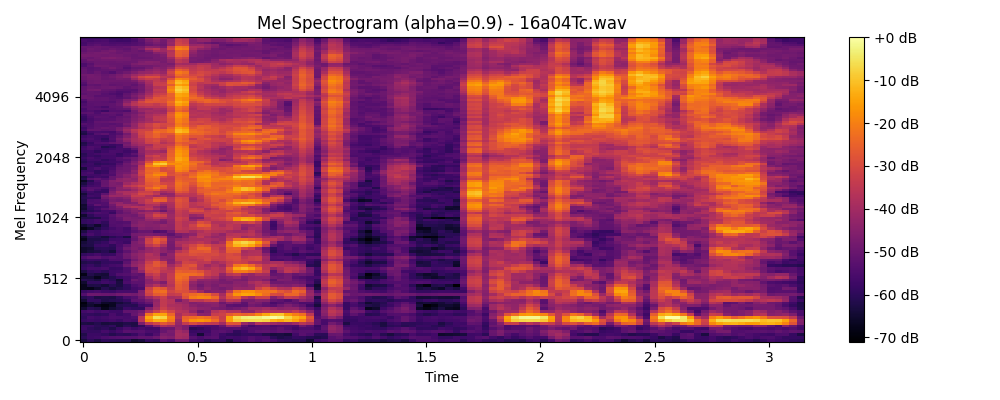 Mel Spectrogram (alpha=0.9) - 16a04Tc.wav
Mel Frequency
4096
2048
1024
512
0
0
0.5
1
1.5
2
2.5
3
Time
+0 dB
-10 dB
-20 dB
-30 dB
-40 dB
-50 dB
-60 dB
-70 dB